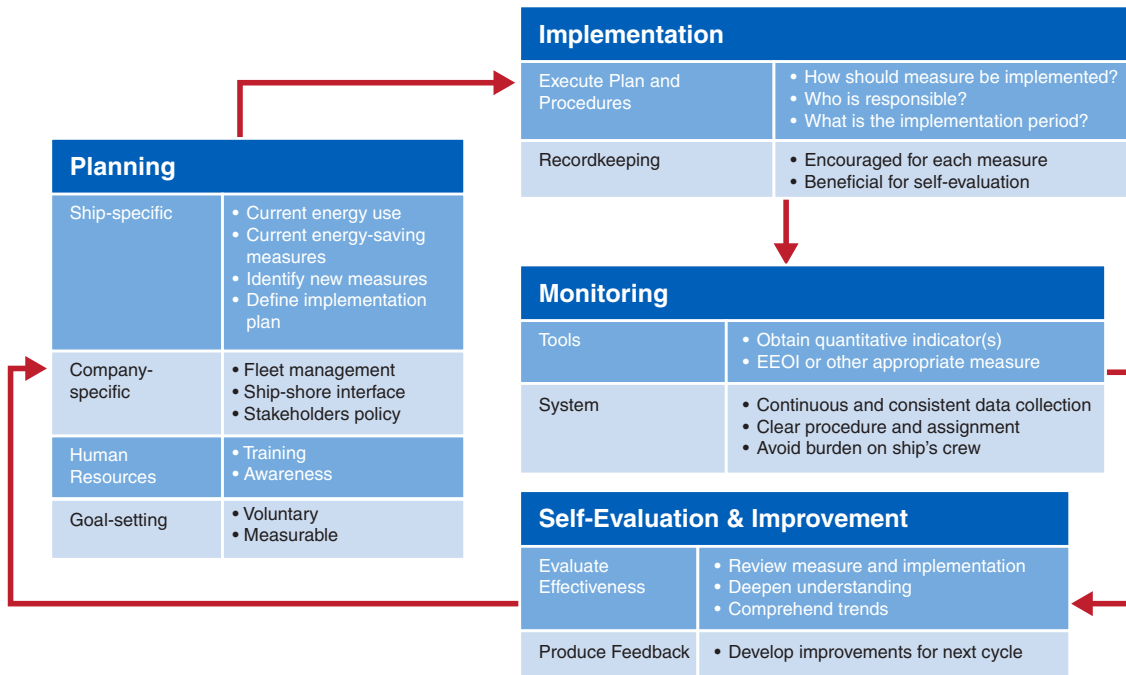 Implementation
Execute Plan and
Procedures
• How should measure be implemented?
• Who is responsible?
• What is the implementation period?
Recordkeeping
• Encouraged for each measure
• Beneficial for self-evaluation
Planning
Ship-specific
• Current energy use
• Current energy-saving
measures
• Identify new measures
• Define implementation
plan
Company-
specific
• Fleet management
• Ship-shore interface
• Stakeholders policy
Human
Resources
• Training
• Awareness
Goal-setting
• Voluntary
• Measurable
Monitoring
Tools
• Obtain quantitative indicator(s)
• EEOI or other appropriate measure
System
• Continuous and consistent data collection
• Clear procedure and assignment
• Avoid burden on ship's crew
Self-Evaluation & Improvement
Evaluate
Effectiveness
• Review measure and implementation
• Deepen understanding
• Comprehend trends
Produce Feedback
• Develop improvements for next cycle